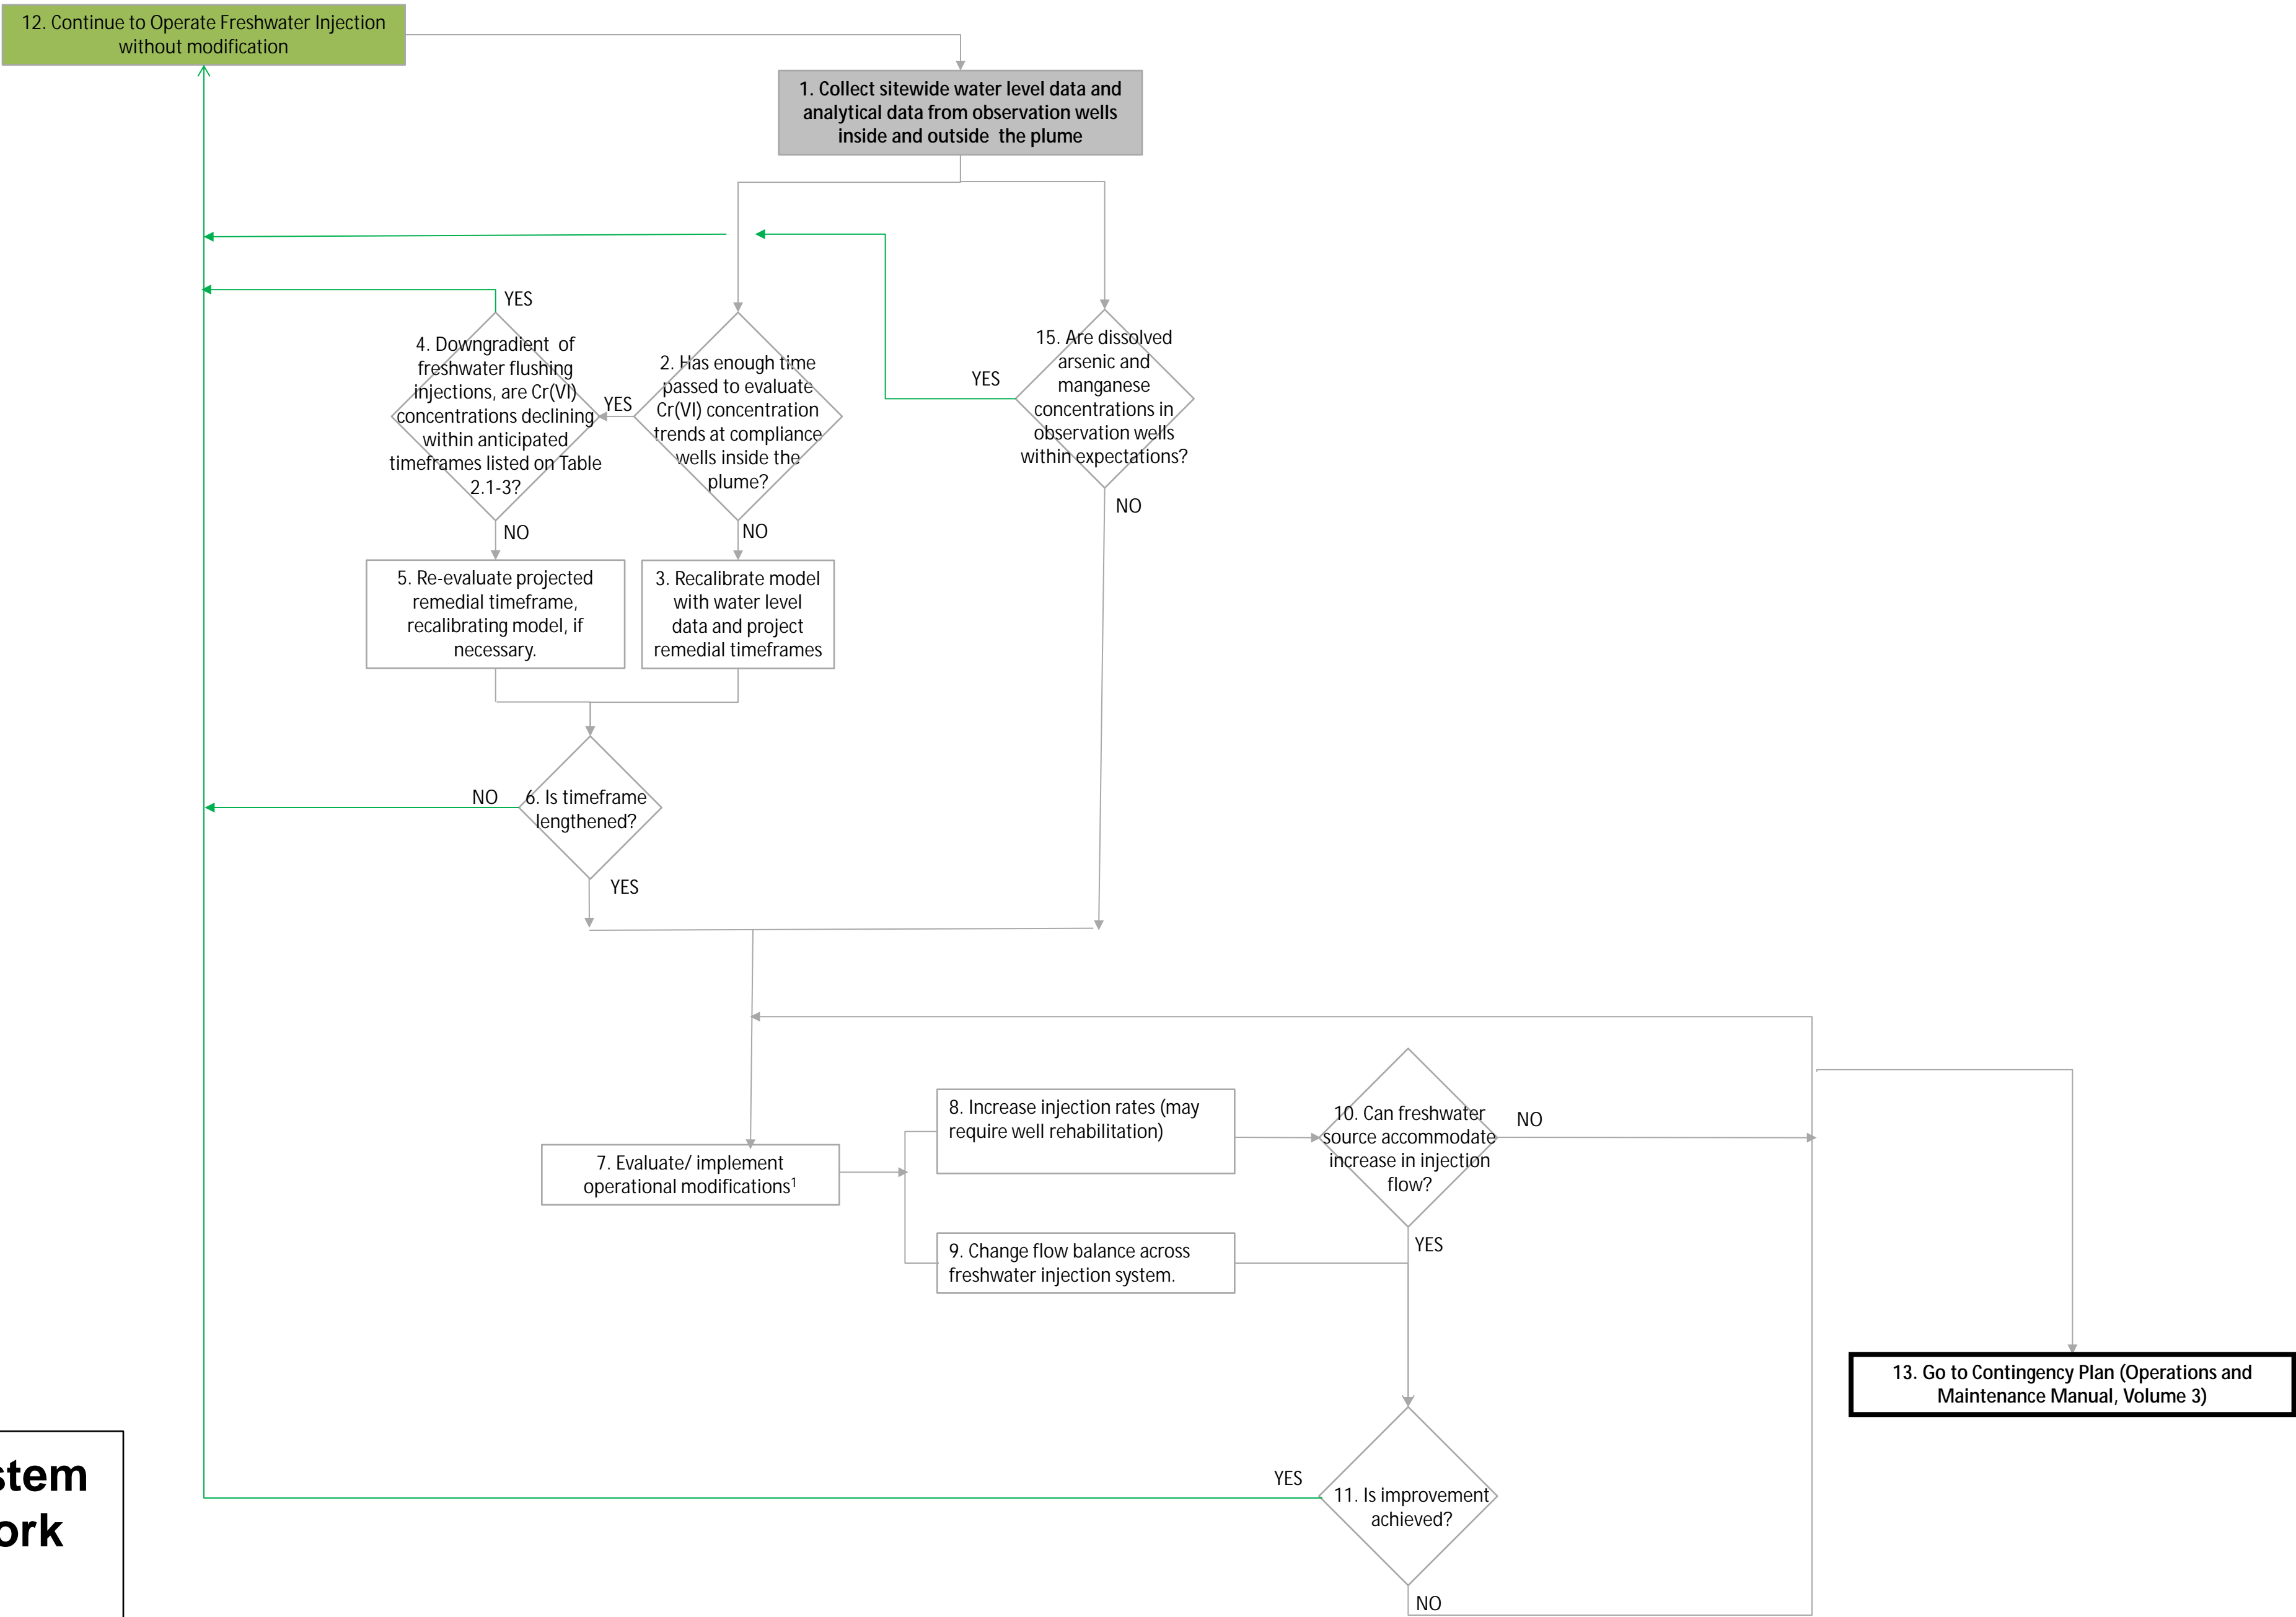 12. Continue to Operate Freshwater Injection
without modification
1. Collect sitewide water level data and
analytical data from observation wells
inside and outside the plume
YES
4. Downgradient of
freshwater flushing
injections, are Cr(VI)
concentrations declining
within anticipated
timeframes listed on Table
2.1-3?
YES
2. Has enough time
passed to evaluate
Cr(VI) concentration
trends at compliance
wells inside the
plume?
YES
15. Are dissolved
arsenic and
manganese
concentrations in
observation wells
within expectations?
NO
NO
NO
5. Re-evaluate projected
remedial timeframe,
recalibrating model, if
necessary.
3. Recalibrate model
with water level
data and project
remedial timeframes
NO
6. Is timeframe
lengthened?
YES
7. Evaluate/ implement
operational modifications1
8. Increase injection rates (may
require well rehabilitation)
10. Can freshwater
source accommodate
increase in injection
flow?
NO
YES
9. Change flow balance across
freshwater injection system.
13. Go to Contingency Plan (Operations and
Maintenance Manual, Volume 3)
YES
11. Is improvement
achieved?
NO
stem
ork